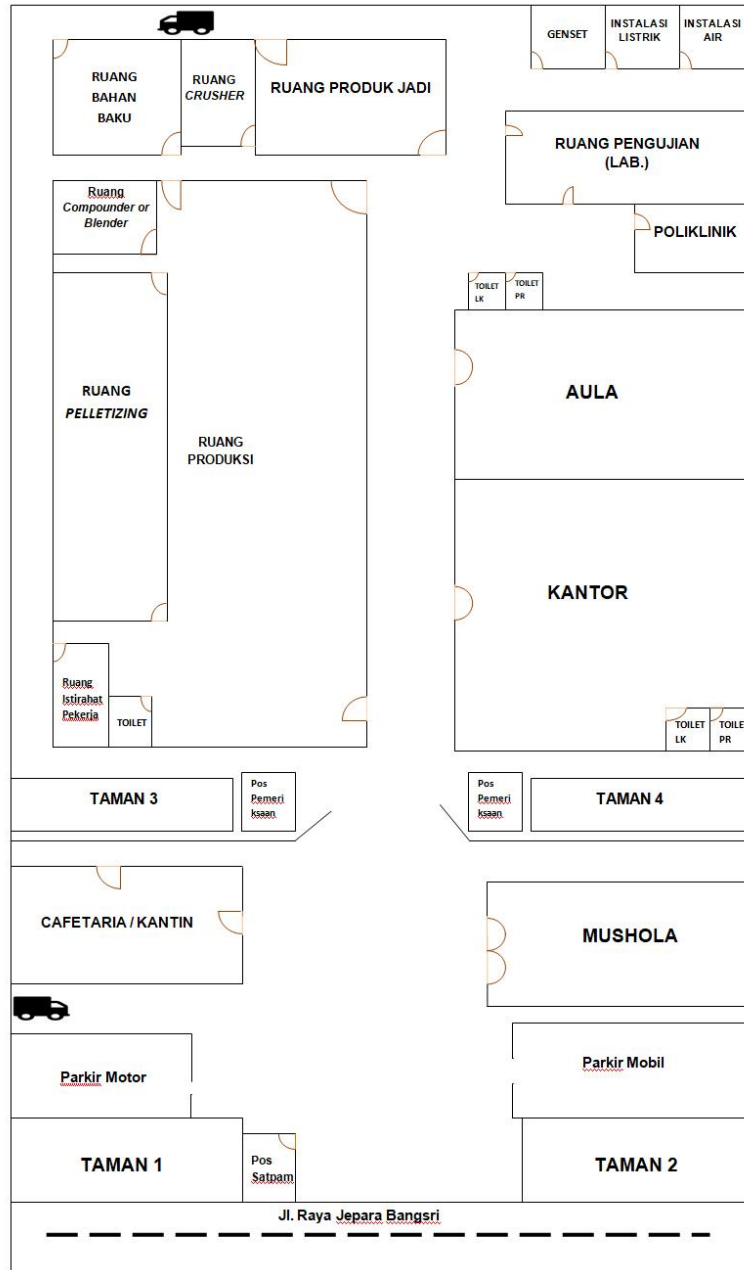 GENSET
INSTALASI
LISTRIK
INSTALASI
AIR
RUANG
BAHAN
BAKU
RUANG
CRUSHER
RUANG PRODUK JADI
RUANG PENGUJIAN
(LAB.)
Ruang
Compounder or
Blender
POLIKLINIK
TOILET
LK
TOILET
PR
RUANG
PELLETIZING
RUANG
PRODUKSI
AULA
KANTOR
Ruang
Istirahat
Pekerja
TOILET
TOILET
LK
TOILET
PR
TAMAN 3
Pos
Pemeri
ksaan
Pos
Pemeri
ksaan
TAMAN 4
CAFETARIA / KANTIN
MUSHOLA
Parkir Motor
Parkir Mobil
TAMAN 1
Pos
Satpam
TAMAN 2
Jl. Raya Jepara Bangsri